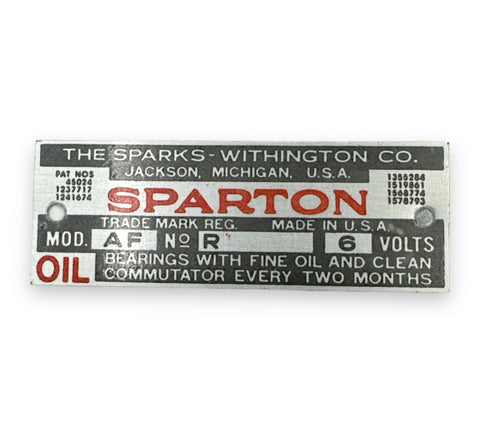 THE SPARKS-WITHINGTON CO.
JACKSON, MICHIGAN, U.S.A.
PAT NOS
45024
1237717
1241674
SPARTON
1355284
1519861
1568774
1578793
TRADE MARK REG. MADE IN U.S.A.
MOD. AF No R 6 VOLTS
OIL BEARINGS WITH FINE OIL AND CLEAN
COMMUTATOR EVERY TWO MONTHS